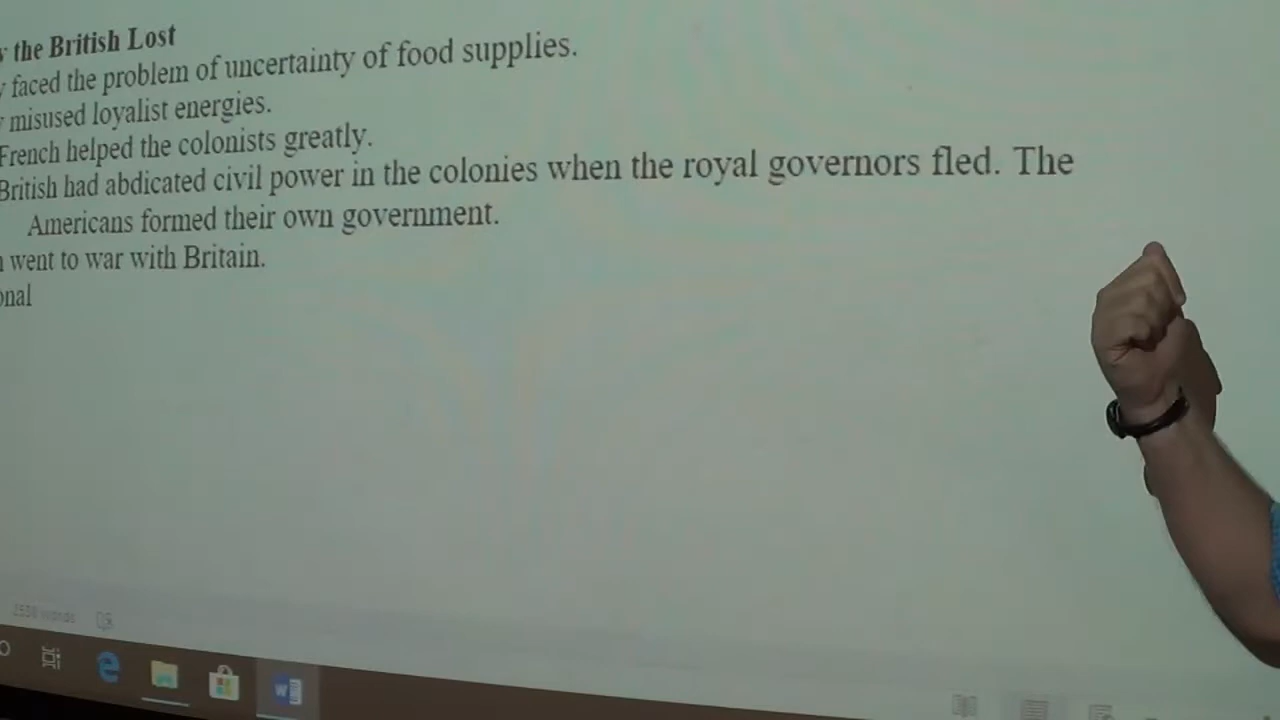 the British Lost
faced the problem of uncertainty of food supplies.
misused loyalist energies.
French helped the colonists greatly.
British had abdicated civil power in the colonies when the royal governors fled. The
Americans formed their own government.
went to war with Britain.
onal
words